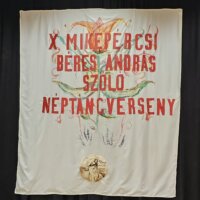 X MIKEPÉRCSI
BÉRES ANDRÁS
SZÓLÓ
NÉPTÁNCVERSENY